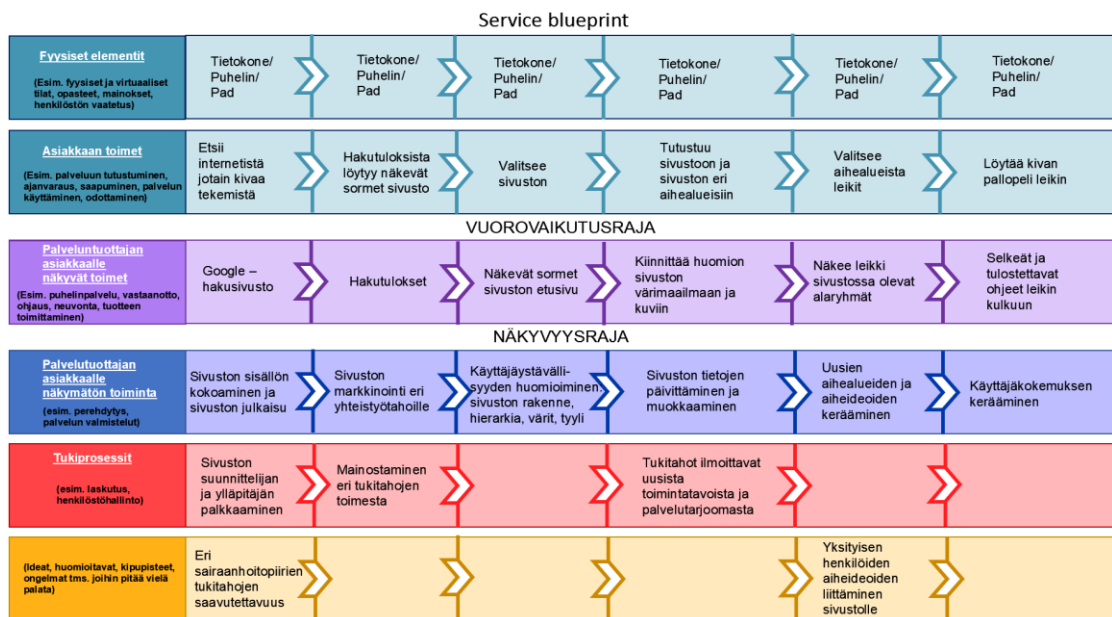 Service blueprint
Fyysiset elementit
(Esim. fyysiset ja virtuaaliset
tilat, opasteet, mainokset,
henkilöstön vaatetus)
Tietokone/
Puhelin/
Pad
Tietokone/
Puhelin/
Pad
Tietokone/
Puhelin/
Pad
Tietokone/
Puhelin/
Pad
Tietokone/
Puhelin/
Pad
Tietokone/
Puhelin/
Pad
Asiakkaan toimet
(Esim. palveluun tutustuminen,
ajanvaraus, saapuminen, palvelun
käyttäminen, odottaminen)
Etsii
internetistä
jotain kivaa
tekemistä
Hakutuloksista
löytyy näkevät
sormet sivusto
Valitsee
sivuston
Tutustuu
sivustoon ja
sivuston eri
aihealueisiin
Valitsee
aihealueista
leikit
Löytää kivan
pallopeli leikin
VUOROVAIKUTUSRAJA
Palveluntuottajan
asiakkaalle
näkyvät toimet
(Esim. puhelinpalvelu, vastaanotto,
ohjaus, neuvonta, tuotteen
toimittaminen)
Google –
hakusivusto
Hakutulokset
Näkevät sormet
sivuston etusivu
Kiinnittää huomion
sivuston
värimaailmaan ja
kuviin
Näkee leikki
sivustossa olevat
alaryhmät
Selkeät ja
tulostettavat
ohjeet leikin
kulkuun
NÄKYVYYSRAJA
Palvelutuottajan
asiakkaalle
näkymätön toiminta
(esim. perehdytys,
palvelun valmistelut)
Sivuston sisällön
kokoaminen ja
sivuston julkaisu
Sivuston
markkinointi eri
yhteistyötahoille
Käyttäjäystävälli-
syyden huomioiminen:
sivuston rakenne,
hierarkia, värit, tyyli
Sivuston tietojen
päivittäminen ja
muokkaaminen
Uusien
aihealueiden ja
aiheideoiden
kerääminen
Käyttäjäkokemuksen
kerääminen
Tukiprosessit
(esim. laskutus,
henkilöstöhallinto)
Sivuston
suunnittelijan
ja ylläpitäjän
palkkaaminen
Mainostaminen
eri tukitahojen
toimesta
Tukitahot ilmoittavat
uusista
toimintatavoista ja
palvelutarjoomasta
(Ideat, huomioitavat, kipupisteet,
ongelmat tms. joihin pitää vielä
palata)
Eri
sairaanhoitopiirien
tukitahojen
saavutettavuus
Yksityisen
henkilöiden
aiheideoiden
liittäminen
sivustolle